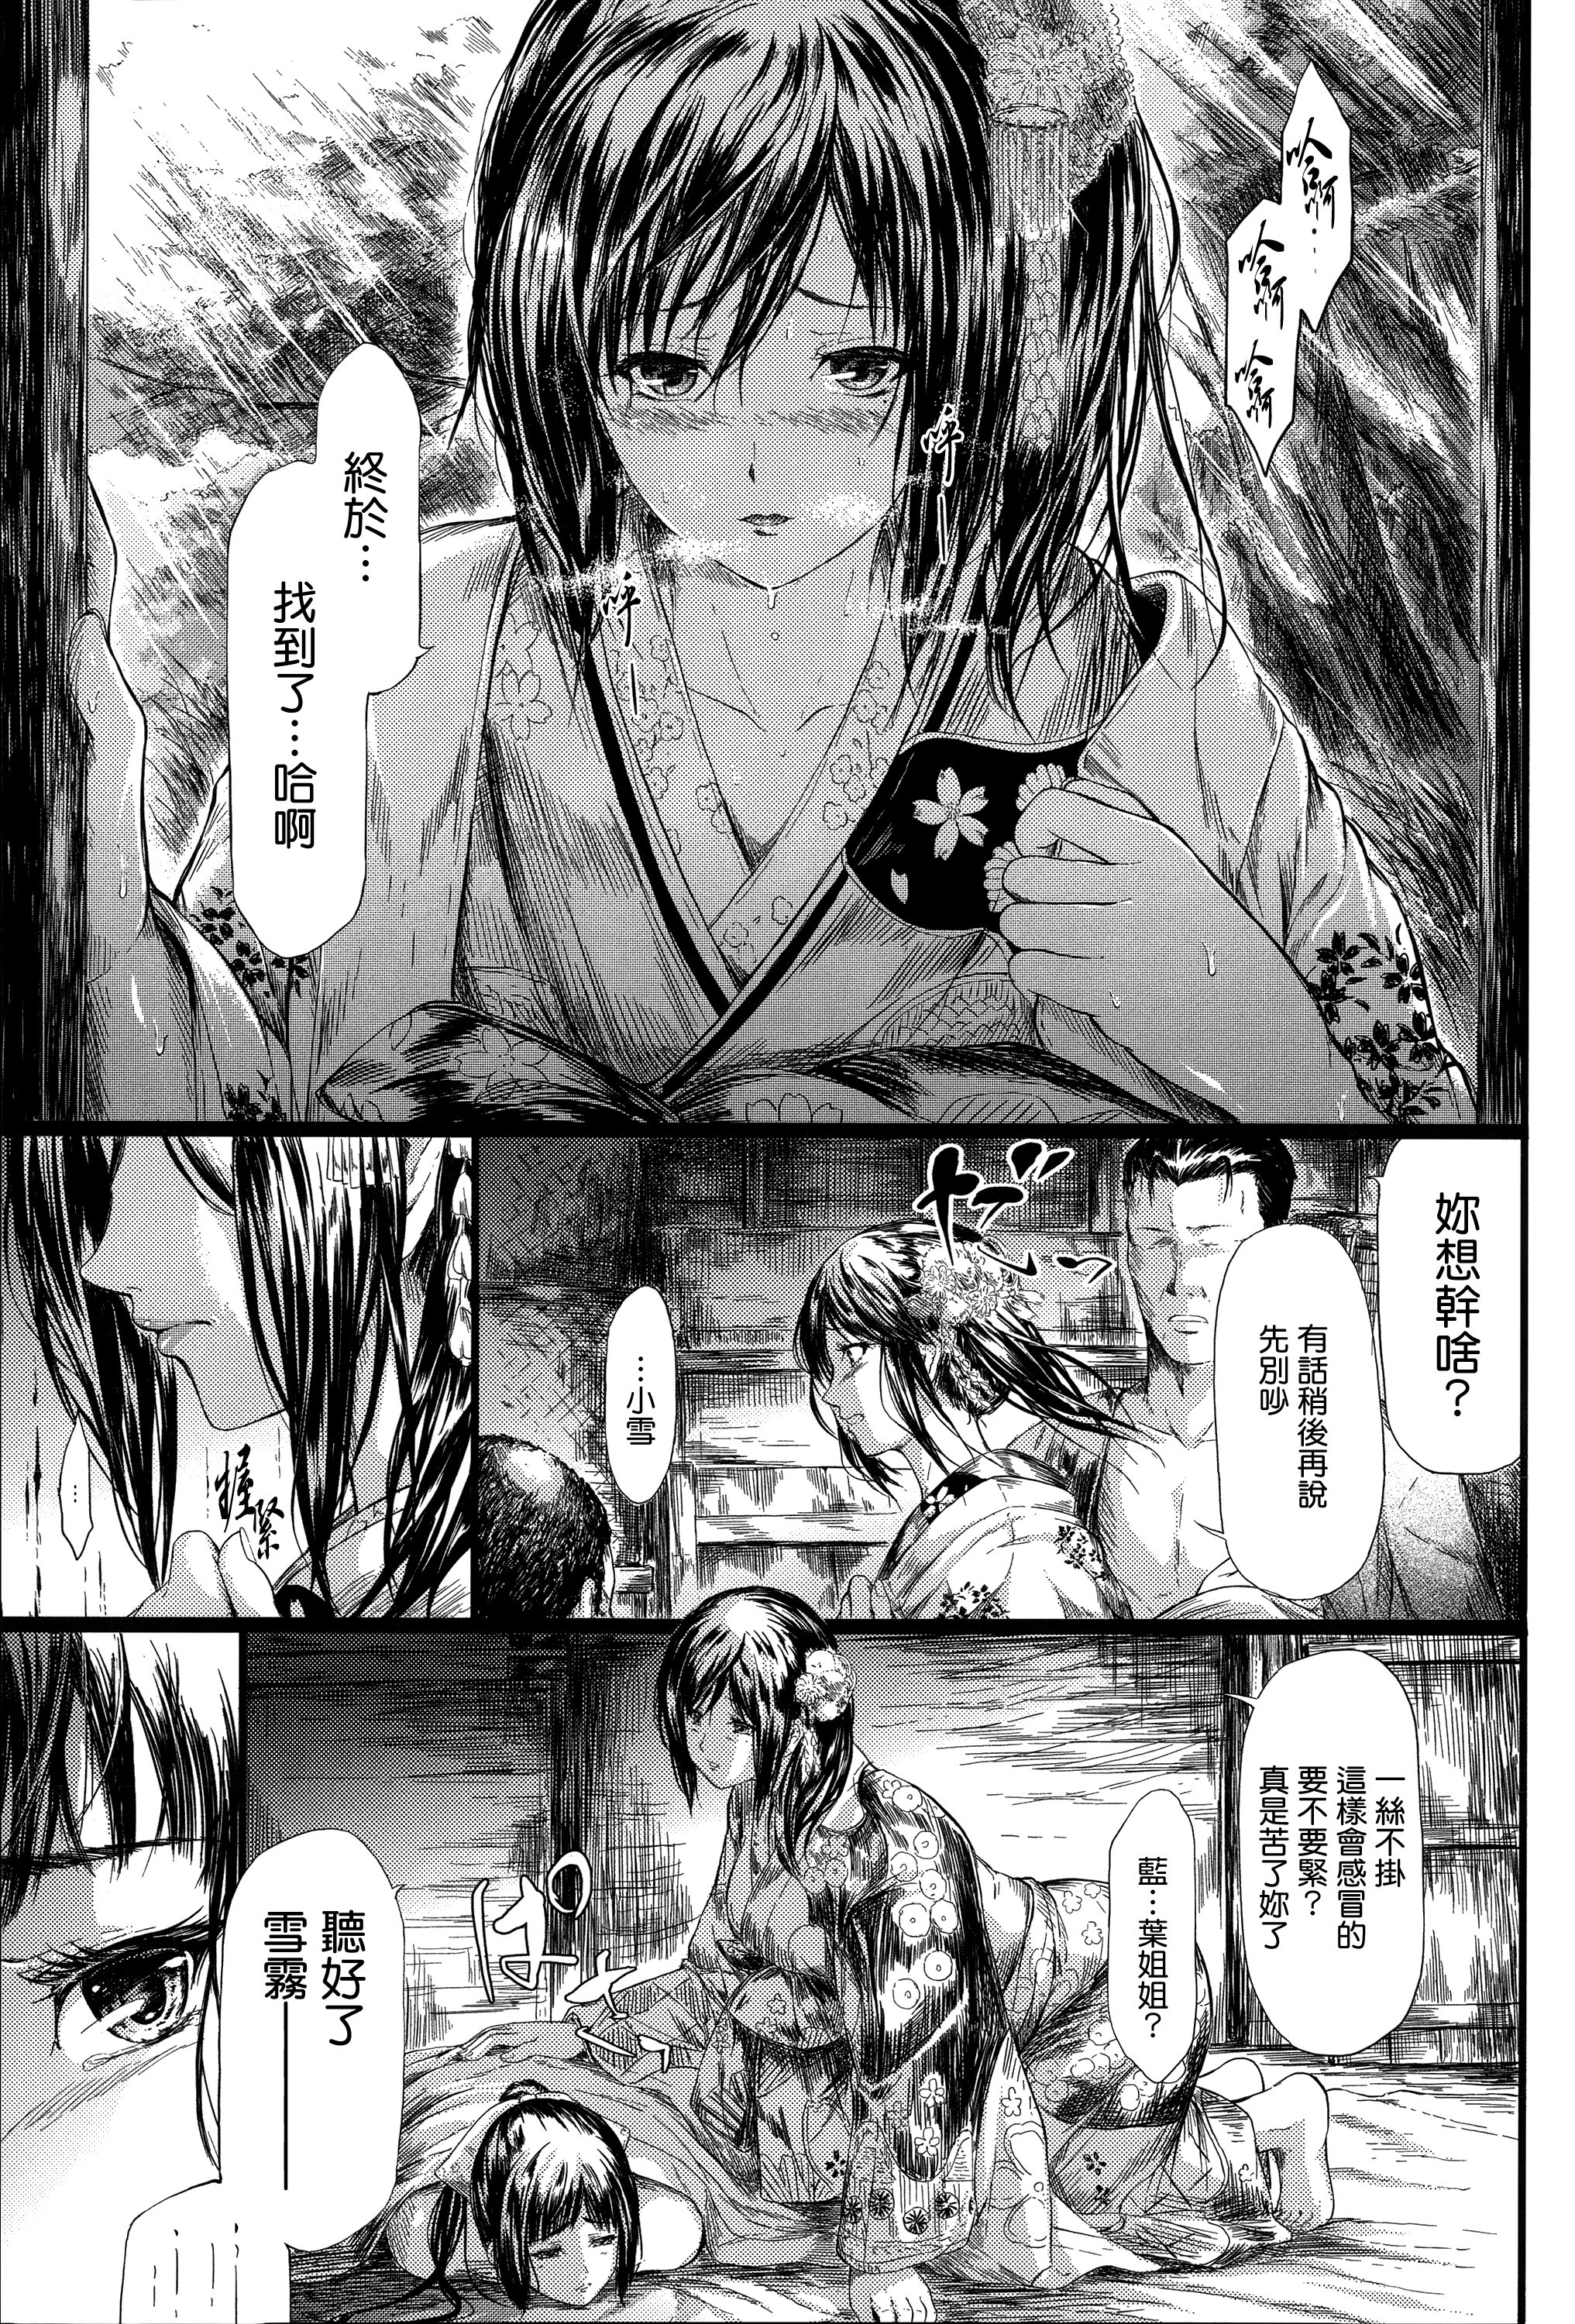 哈啊…
哈啊
哈啊
呼—
呼—
終於…
找到了…哈啊
妳想幹啥？
有話稍後再說
先別吵
…小雪
握緊
…
一絲不掛
這樣會感冒的
要不要緊？
真是苦了妳了
藍…葉姐姐？
ぱ
聽好了
雪霧——